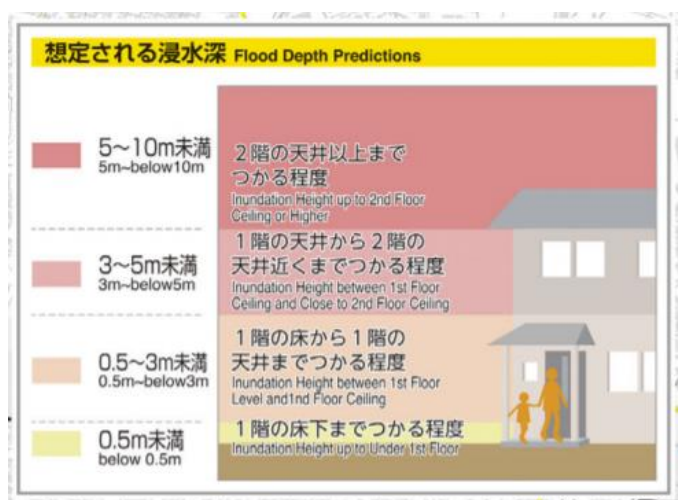 想定される浸水深 Flood Depth Predictions
5～10m未満
5m~below10m
2階の天井以上まで
つかる程度
Inundation Height up to 2nd Floor
Ceiling or Higher
3～5m未満
3m~below5m
1階の天井から2階の
天井近くまでつかる程度
Inundation Height between 1st Floor
Ceiling and Close to 2nd Floor Ceiling
0.5～3m未満
0.5m~below3m
1階の床から1階の
天井までつかる程度
Inundation Height between 1st Floor
Level and1nd Floor Ceiling
0.5m未満
below 0.5m
1階の床下までつかる程度
Inundation Height up to Under 1st Floor